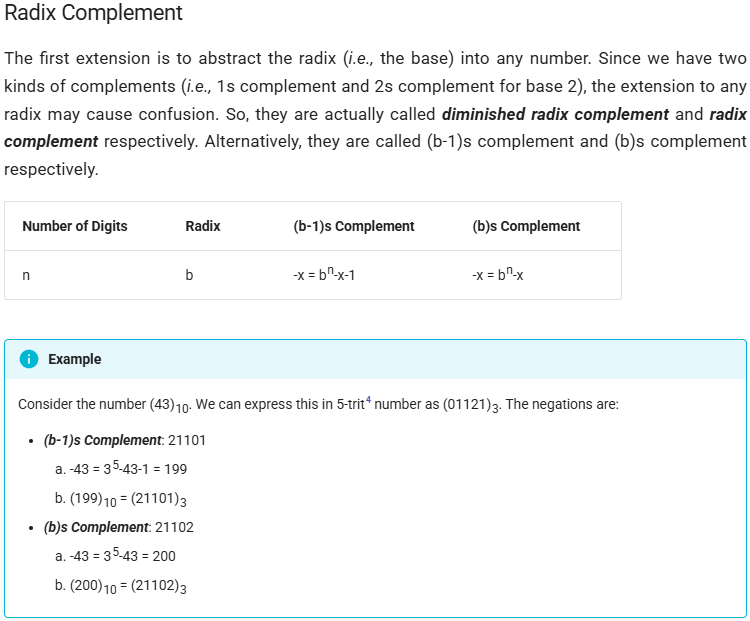 Radix Complement
The first extension is to abstract the radix (i.e., the base) into any number. Since we have two
kinds of complements (i.e., 1s complement and 2s complement for base 2), the extension to any
radix may cause confusion. So, they are actually called diminished radix complement and radix
complement respectively. Alternatively, they are called (b-1)s complement and (b)s complement
respectively.
Number of Digits Radix (b-1)s Complement (b)s Complement
n b -x = bⁿ-x-1 -x = bⁿ-x
Example
Consider the number (43)₁₀. We can express this in 5-trit⁴ number as (01121)₃. The negations are:
• (b-1)s Complement: 21101
a. -43 = 3⁵-43-1 = 199
b. (199)₁₀ = (21101)₃
• (b)s Complement: 21102
a. -43 = 3⁵-43 = 200
b. (200)₁₀ = (21102)₃